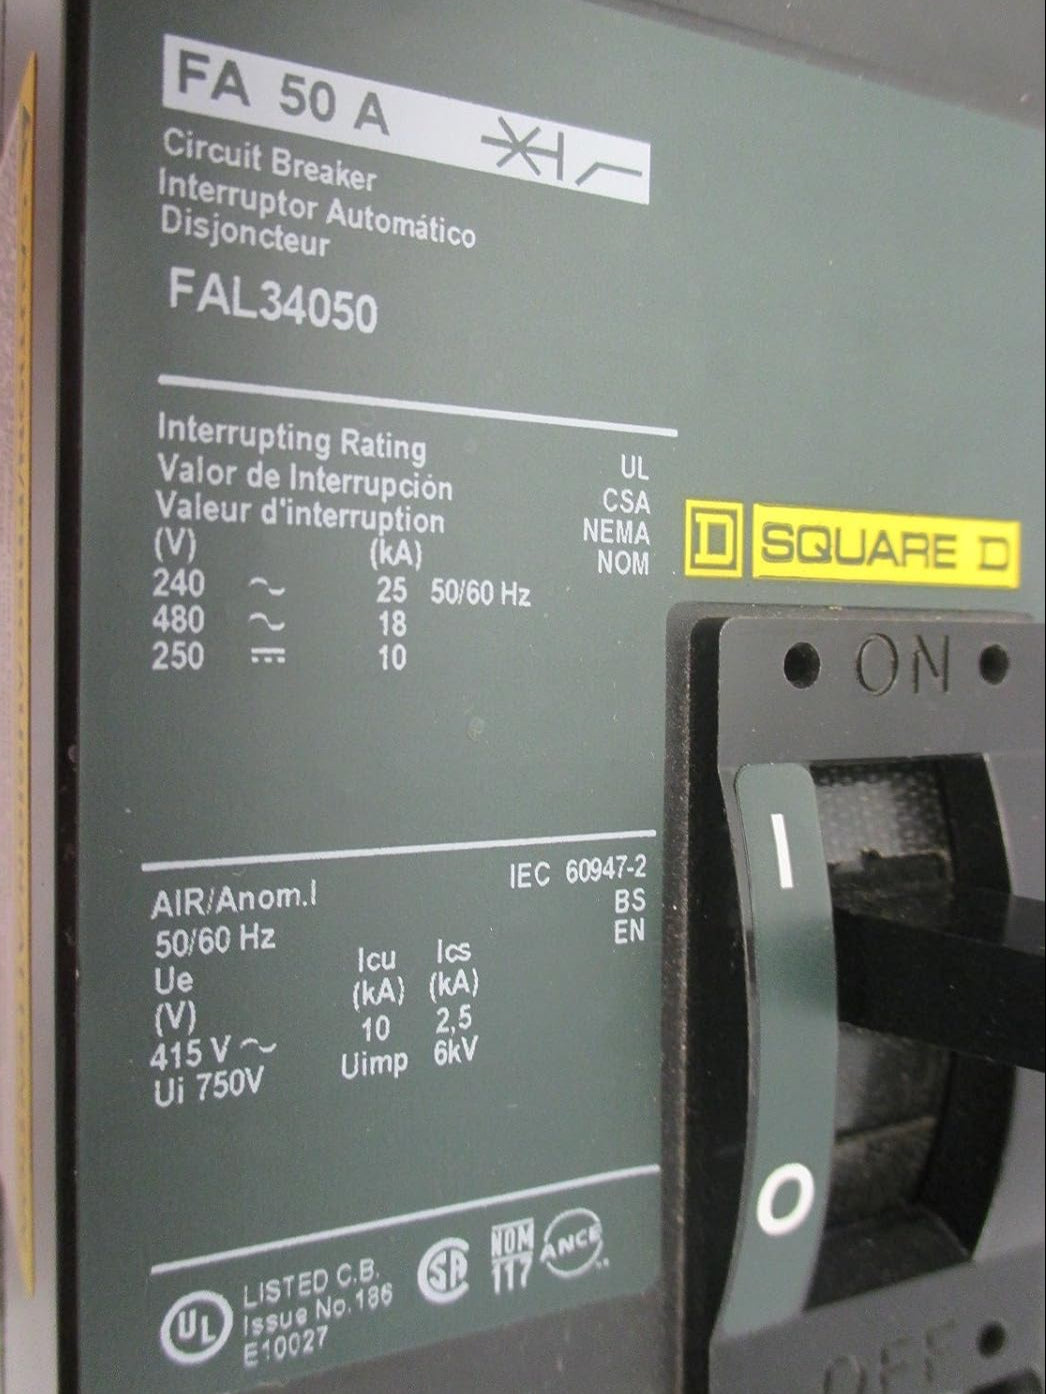 FA 50 A
Circuit Breaker
Interruptor Automático
Disjoncteur
FAL34050
Interrupting Rating
Valor de Interrupción
Valeur d'interruption
(V) (kA)
240 ~ 25 50/60 Hz
480 ~ 18
250 ⎓ 10
UL
CSA
NEMA
NOM
D SQUARE D
ON
I
O
OFF
AIR/Anom.I
50/60 Hz
Ue
(V)
415 V ~
Ui 750V
Icu Ics
(kA) (kA)
10 2,5
Uimp 6kV
IEC 60947-2
BS
EN
UL
LISTED C.B.
Issue No.186
E10027
SA
NOM
117
ANCE